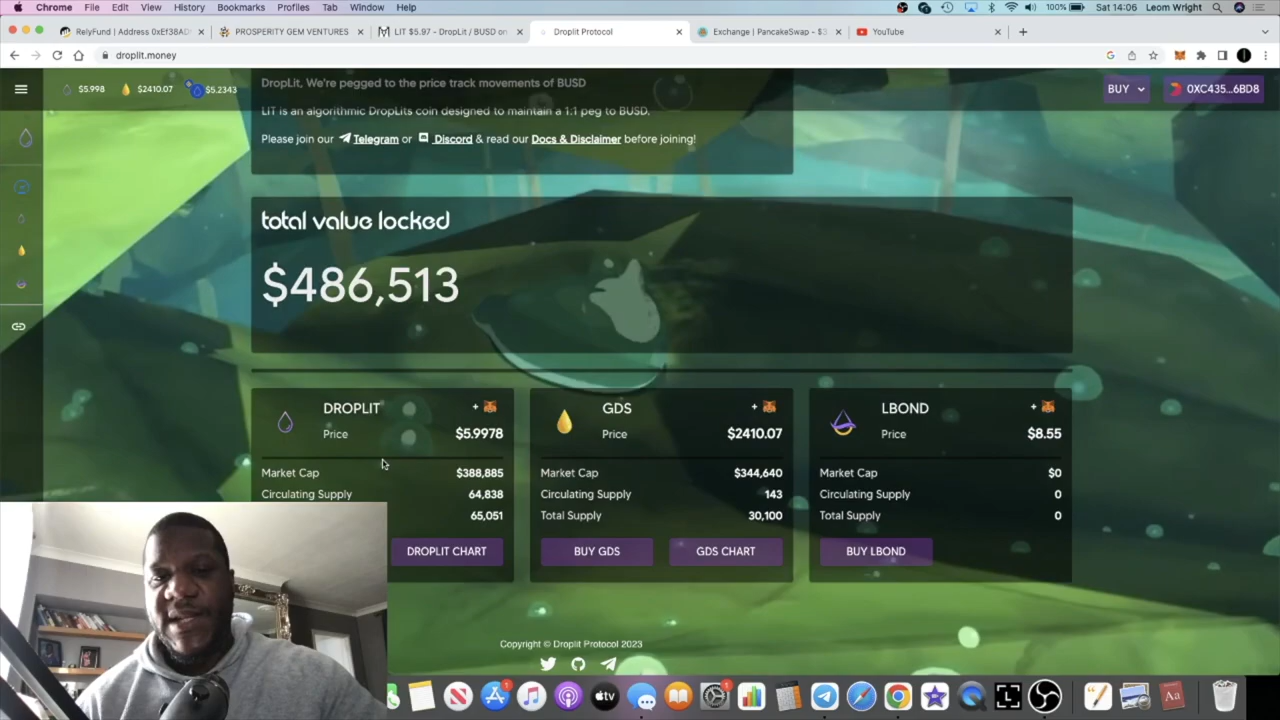 Chrome File Edit View History Bookmarks Profiles Tab Window Help 100% Sat 14:06 Leom Wright
RelyFund | Address 0xEf38AD PROSPERITY GEM VENTURES LIT $5.97 - DropLit / BUSD on Droplit Protocol Exchange | PancakeSwap - $3 YouTube
droplit.money
$5.998 $2410.07 $5.2343 BUY 0XC435...6BD8
DropLit, We're pegged to the price track movements of BUSD
LIT is an algorithmic DropLits coin designed to maintain a 1:1 peg to BUSD.
Please join our Telegram or Discord & read our Docs & Disclaimer before joining!
total value locked
$486,513
DROPLIT +
Price $5.9978
Market Cap $388,885
Circulating Supply 64,838
65,051
DROPLIT CHART
GDS +
Price $2410.07
Market Cap $344,640
Circulating Supply 143
Total Supply 30,100
BUY GDS GDS CHART
LBOND +
Price $8.55
Market Cap $0
Circulating Supply 0
Total Supply 0
BUY LBOND
Copyright © Droplit Protocol 2023
tv
Aa